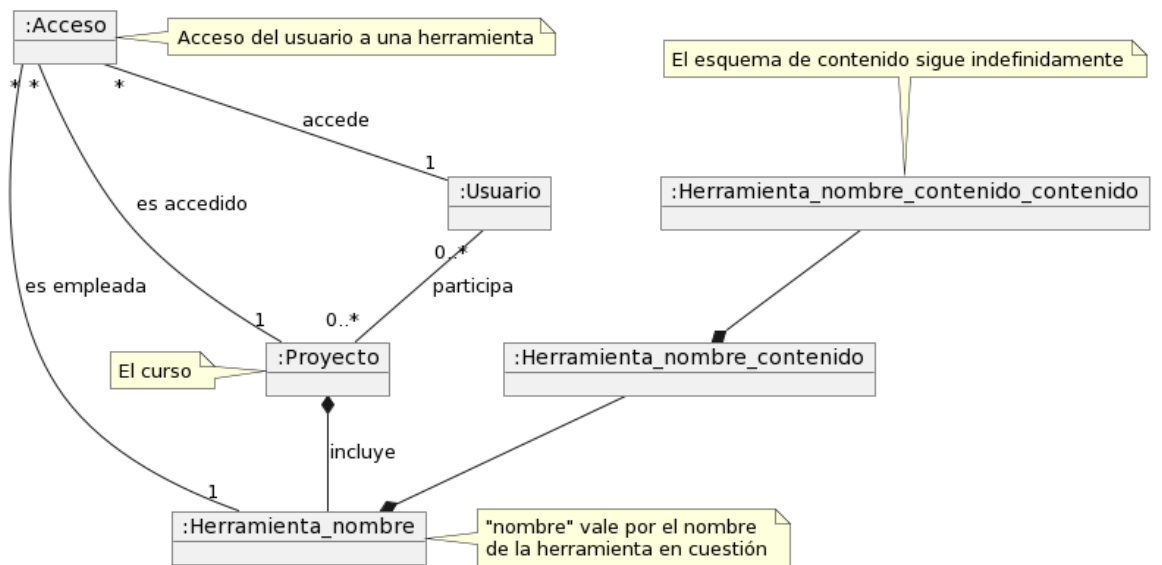 :Acceso
Acceso del usuario a una herramienta
El esquema de contenido sigue indefinidamente
* *
*
accede
1
:Usuario
:Herramienta_nombre_contenido_contenido
es accedido
0..*
es empleada
participa
1
0..*
:Proyecto
:Herramienta_nombre_contenido
El curso
incluye
1
:Herramienta_nombre
"nombre" vale por el nombre
de la herramienta en cuestión